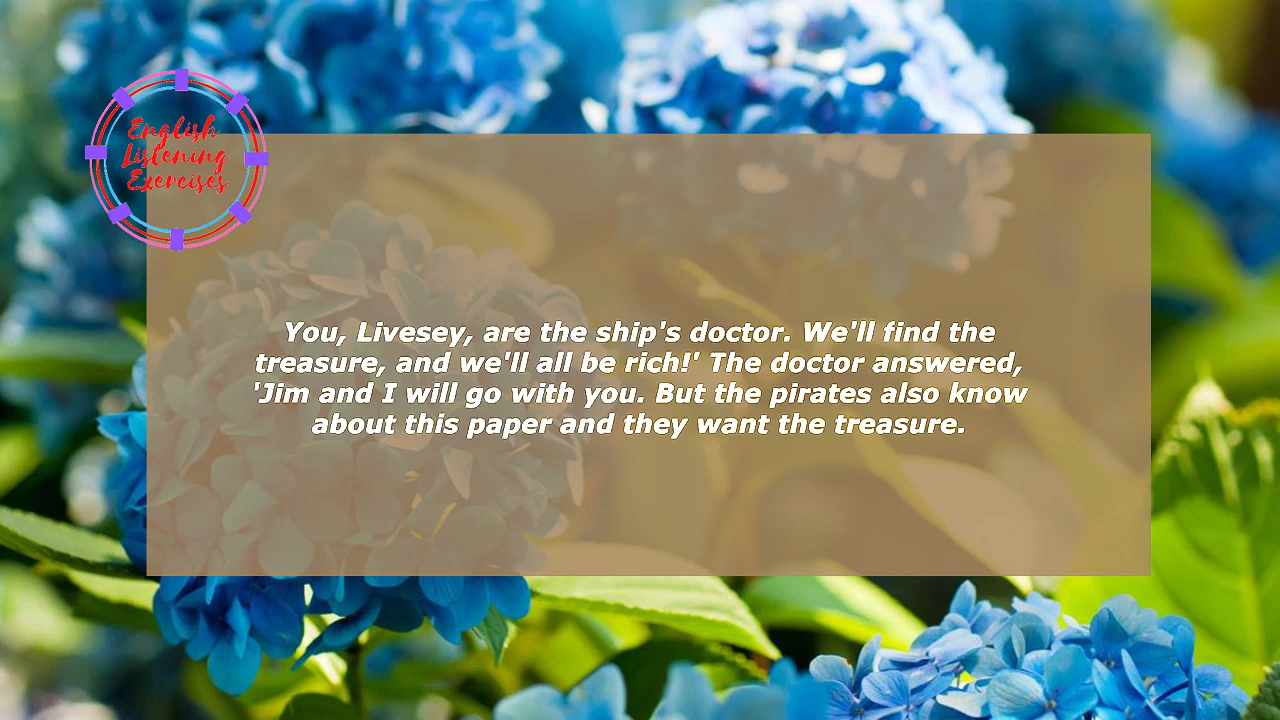 English
Listening
Exercises
You, Livesey, are the ship's doctor. We'll find the
treasure, and we'll all be rich!' The doctor answered,
'Jim and I will go with you. But the pirates also know
about this paper and they want the treasure.